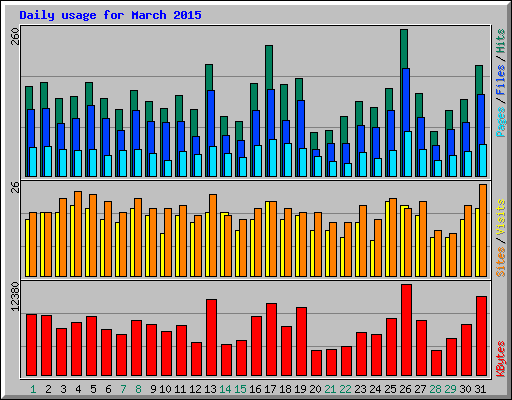 Daily usage for March 2015
260
Pages / Files / Hits
26
Sites / Visits
12380
KBytes
1 2 3 4 5 6 7 8 9 10 11 12 13 14 15 16 17 18 19 20 21 22 23 24 25 26 27 28 29 30 31